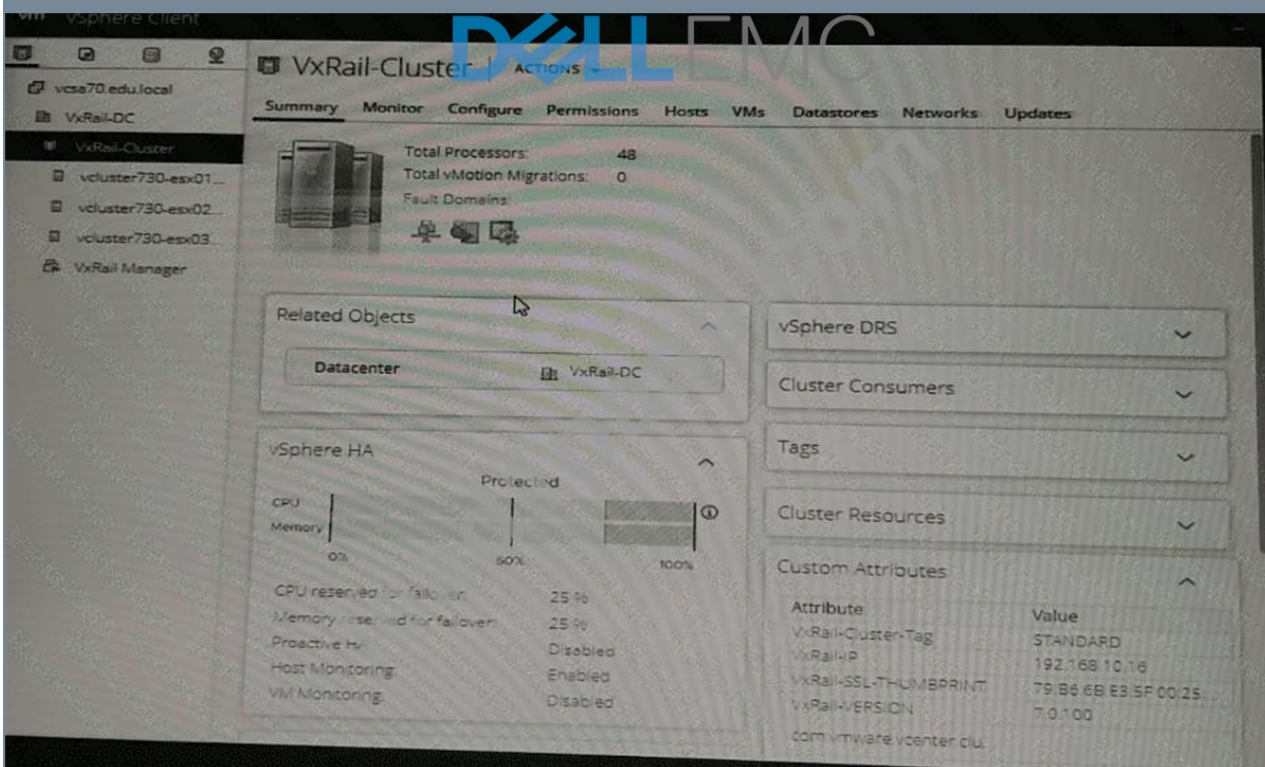 vm vSphere Client
DELL EMC
VxRail-Cluster | ACTIONS
vcsa70.edu.local
VxRail-DC
VxRail-Cluster
vcluster730-esx01...
vcluster730-esx02...
vcluster730-esx03...
VxRail Manager
Summary Monitor Configure Permissions Hosts VMs Datastores Networks Updates
Total Processors: 48
Total vMotion Migrations: 0
Fault Domains:
Related Objects
Datacenter VxRail-DC
vSphere HA
Protected
CPU
Memory
0% 50% 100%
CPU reserved for failover: 25 %
Memory reserved for failover: 25 %
Proactive HA: Disabled
Host Monitoring: Enabled
VM Monitoring: Disabled
vSphere DRS
Cluster Consumers
Tags
Cluster Resources
Custom Attributes
Attribute Value
VxRail-Cluster-Tag STANDARD
VxRail-IP 192.168.10.16
VxRail-SSL-THUMBPRINT 79:B6:6B:E3:5F:00:25...
VxRail-VERSION 7.0.100
com.vmware.vcenter.clu.